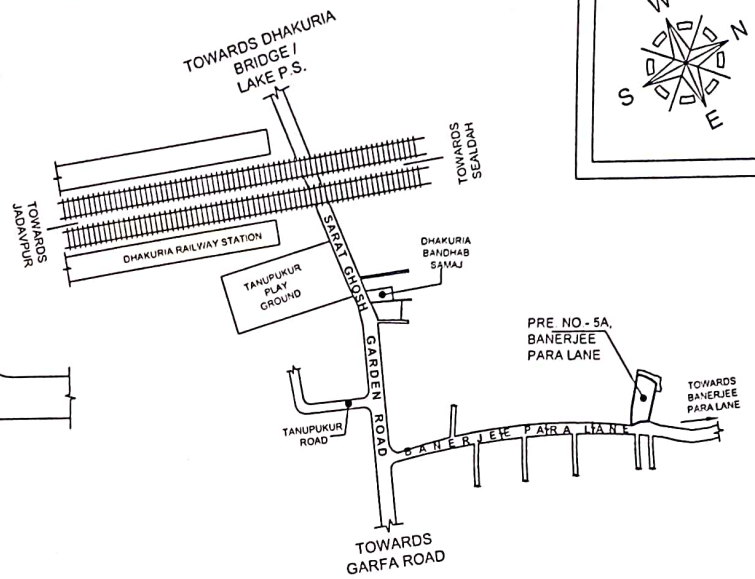 TOWARDS DHAKURIA
BRIDGE /
LAKE P.S.
W
N
S
E
TOWARDS
SEALDAH
TOWARDS
JADAVPUR
DHAKURIA RAILWAY STATION
SARAT GHOSH GARDEN ROAD
DHAKURIA
BANDHAB
SAMAJ
TANUPUKUR
PLAY
GROUND
PRE. NO.- 5A,
BANERJEE
PARA LANE
TOWARDS
BANERJEE
PARA LANE
TANUPUKUR
ROAD
BANERJEE PARA LANE
TOWARDS
GARFA ROAD